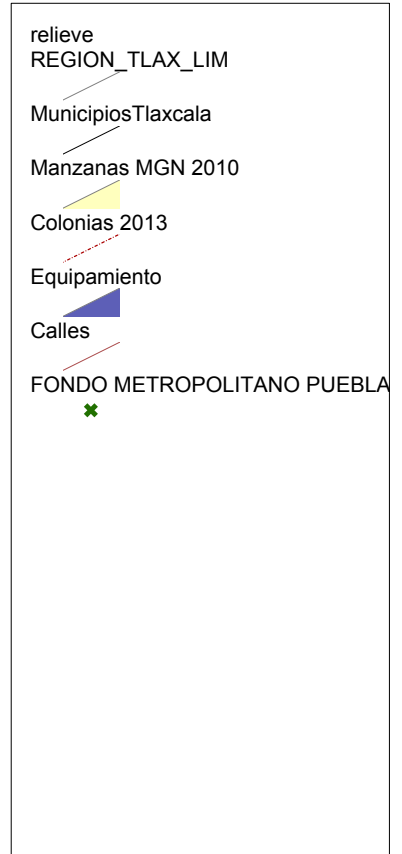 relieve
REGION_TLAX_LIM
MunicipiosTlaxcala
Manzanas MGN 2010
Colonias 2013
Equipamiento
Calles
FONDO METROPOLITANO PUEBLA